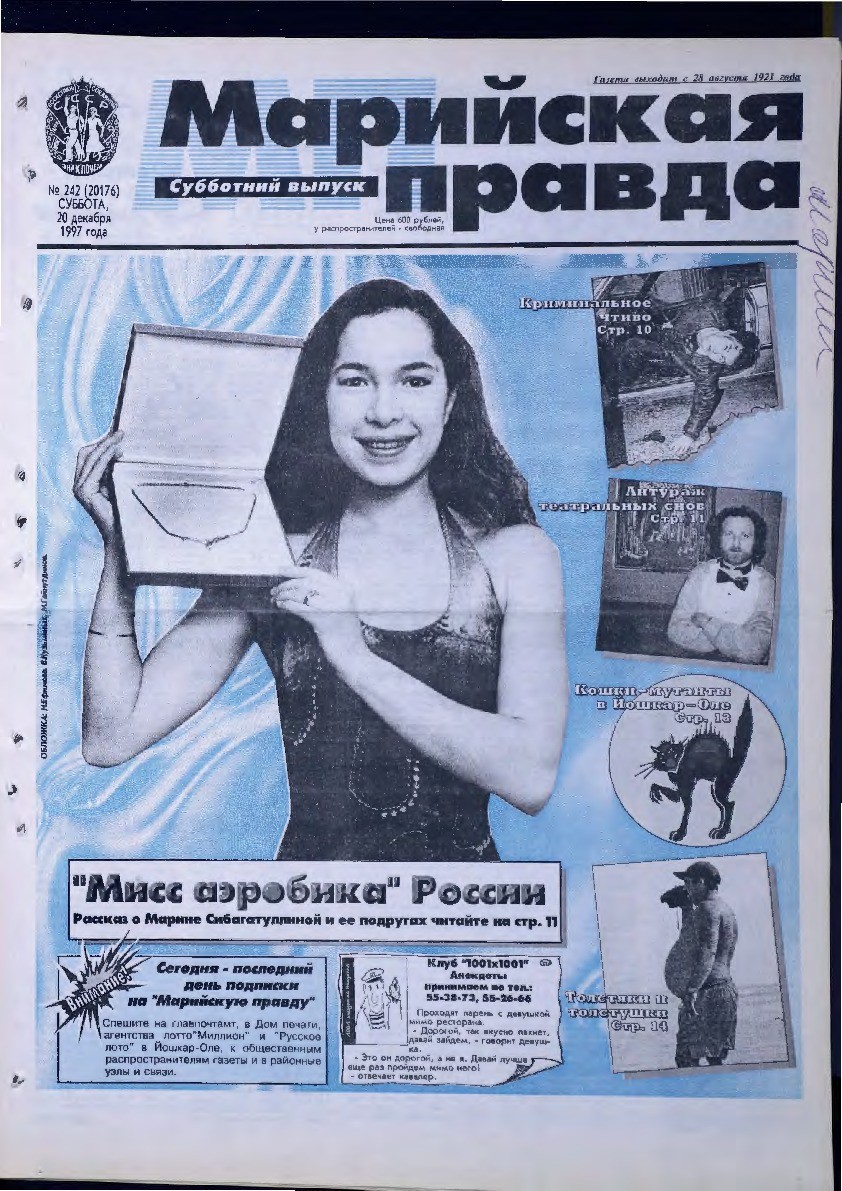 Газета выходит с 28 августа 1921 года
СССР
Марийская
правда
Субботний выпуск
№ 242 (20176)
СУББОТА,
20 декабря
1997 года
Цена 600 рублей,
у распространителей - свободная
Криминальное
чтиво
Стр. 10
Антураж
театральных снов
Стр. 11
Кошки-мутанты
в Йошкар-Оле
Стр. 13
Толстяки и
толстушки
Стр. 14
ОБЛОЖКА:
"Мисс аэробика" России
Рассказ о Марине Сибагатуллиной и ее подругах читайте на стр. 11
Внимание!
Сегодня - последний
день подписки
на "Марийскую правду"
Спешите на главпочтамт, в Дом печати,
агентства лотто"Миллион" и "Русское
лото" в Йошкар-Оле, к общественным
распространителям газеты и в районные
узлы и связи.
Клуб "1001х1001"
Анекдоты
принимаем по тел.:
55-38-73, 55-26-66
Проходят парень с девушкой
мимо ресторана.
- Дорогой, так вкусно пахнет,
давай зайдем, - говорит девуш-
ка.
- Это он дорогой, а не я. Давай лучше
еще раз пройдем мимо него!
- отвечает кавалер.